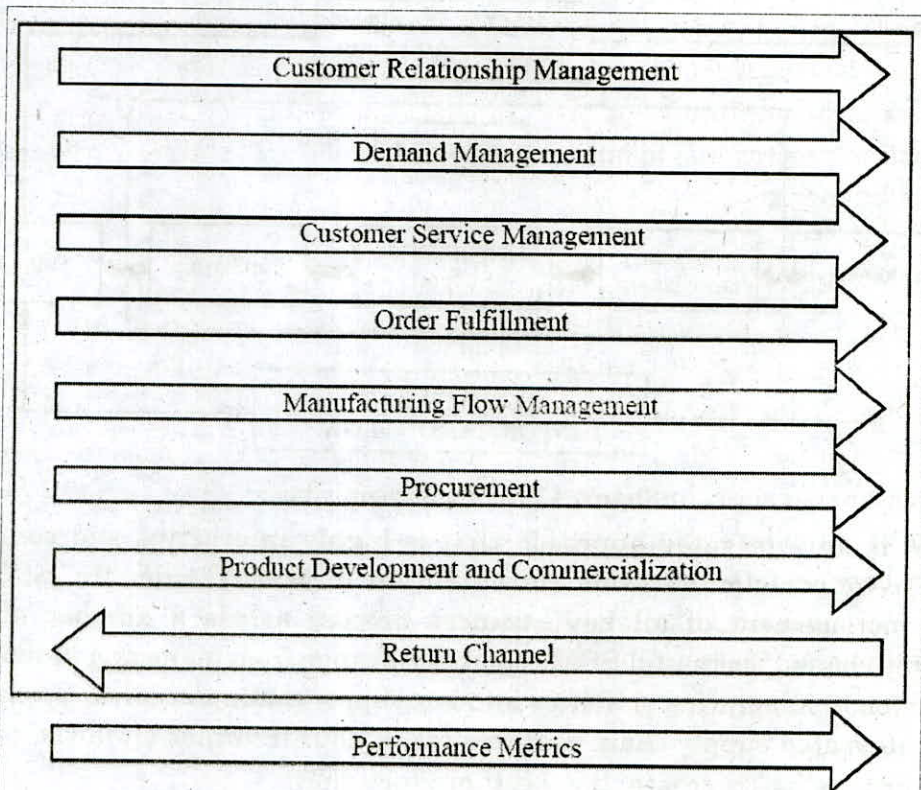 Customer Relationship Management
Demand Management
Customer Service Management
Order Fulfillment
Manufacturing Flow Management
Procurement
Product Development and Commercialization
Return Channel
Performance Metrics